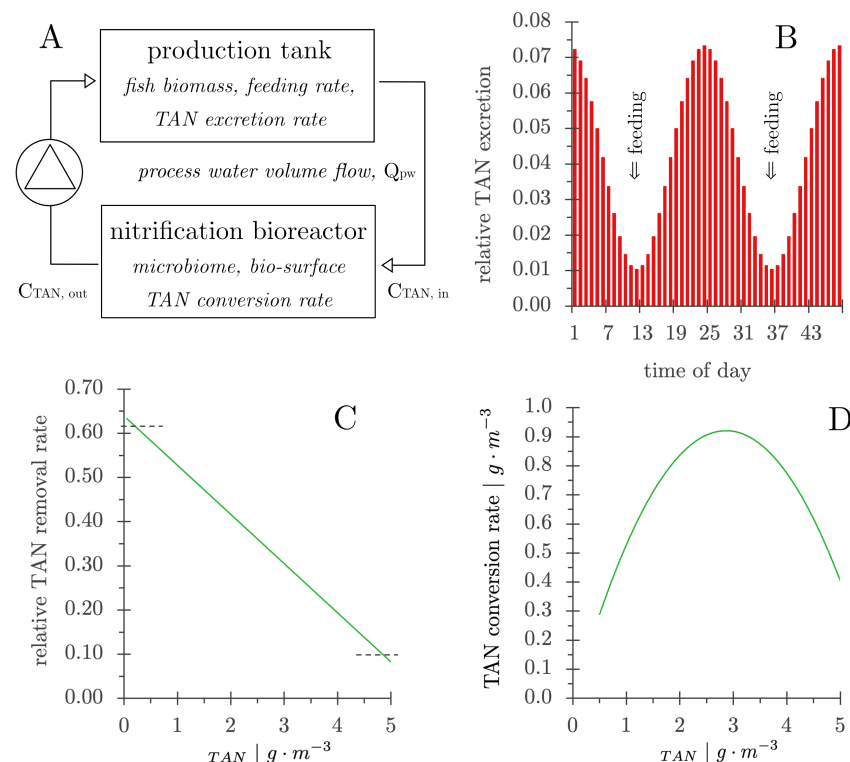 A
production tank
fish biomass, feeding rate,
TAN excretion rate
process water volume flow, Qpw
nitrification bioreactor
microbiome, bio-surface
TAN conversion rate
CTAN, out
CTAN, in
B
relative TAN excretion
0.08
0.07
0.06
0.05
0.04
0.03
0.02
0.01
0.00
⇐ feeding
⇐ feeding
1 7 13 19 25 31 37 43
time of day
C
relative TAN removal rate
0.70
0.60
0.50
0.40
0.30
0.20
0.10
0.00
0 1 2 3 4 5
TAN | g · m⁻³
D
TAN conversion rate | g · m⁻³
1.0
0.9
0.8
0.7
0.6
0.5
0.4
0.3
0.2
0.1
0.0
0 1 2 3 4 5
TAN | g · m⁻³